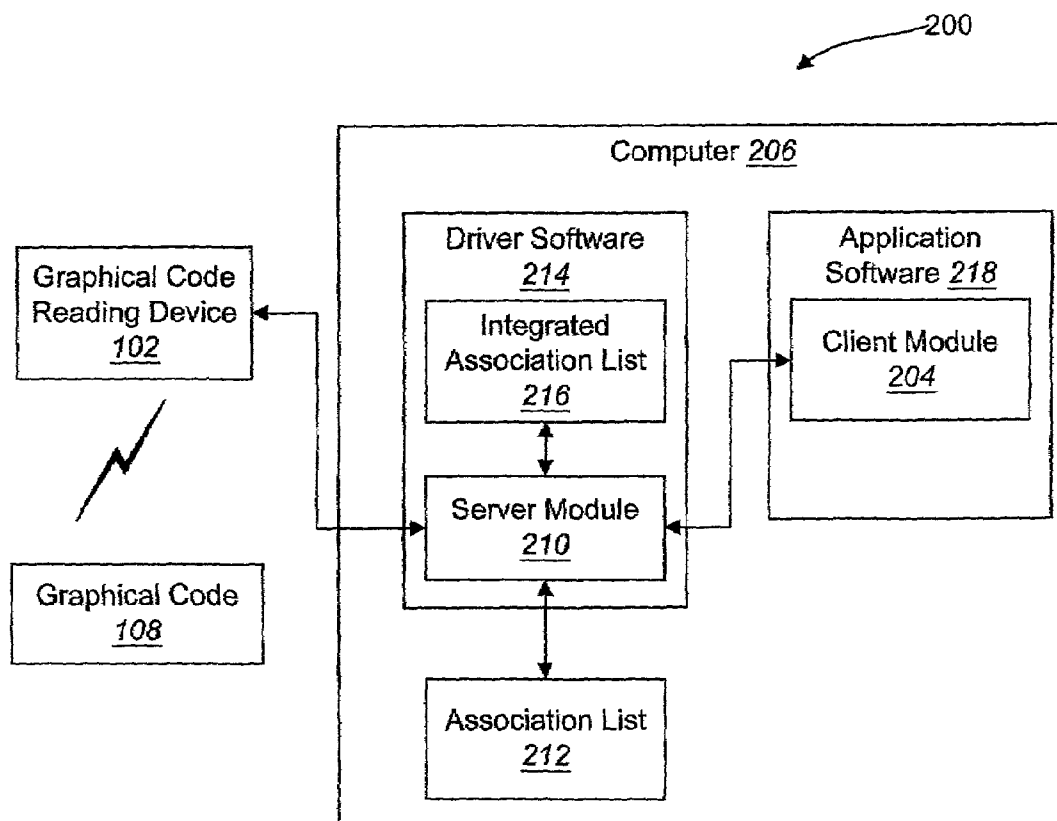 200
Computer 206
Driver Software
214
Application
Software 218
Graphical Code
Reading Device
102
Integrated
Association List
216
Client Module
204
Server Module
210
Graphical Code
108
Association List
212